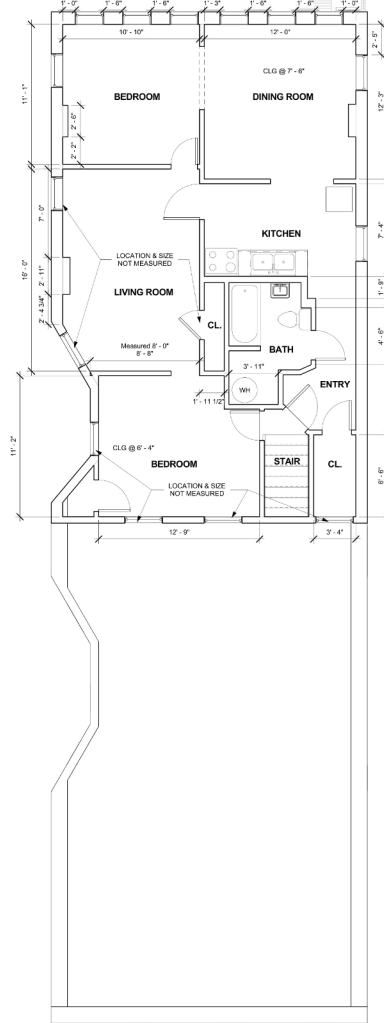 1' - 0" 1' - 6" 1' - 6" 1' - 3" 1' - 6" 1' - 6" 1' - 0"
10' - 10" 12' - 0"
2' - 5"
CLG @ 7' - 6"
11' - 1"
BEDROOM
DINING ROOM
12' - 3"
2' - 6"
2' - 2"
7' - 0"
KITCHEN
7' - 4"
LOCATION & SIZE
NOT MEASURED
16' - 0"
2' - 11"
LIVING ROOM
1' - 9"
2' - 4 3/4"
CL.
4' - 6"
Measured 8' - 0"
8' - 8"
BATH
3' - 11"
WH
ENTRY
1' - 11 1/2"
11' - 2"
CLG @ 6' - 4"
BEDROOM
STAIR
CL.
6' - 6"
LOCATION & SIZE
NOT MEASURED
12' - 9"
3' - 4"